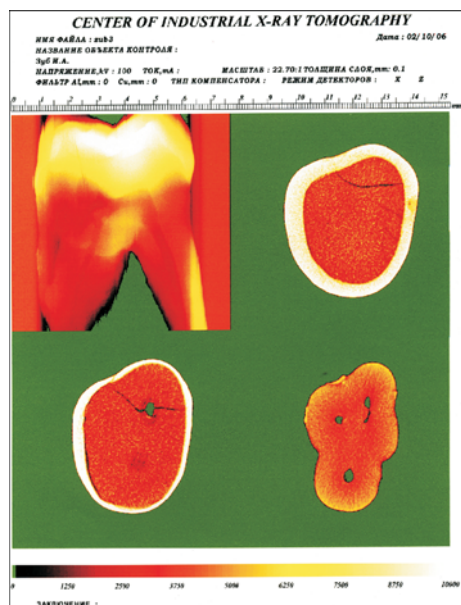 CENTER OF INDUSTRIAL X-RAY TOMOGRAPHY
ИМЯ ФАЙЛА : zub3 Дата : 02/10/06
НАЗВАНИЕ ОБЪЕКТА КОНТРОЛЯ :
Зуб И.А.
НАПРЯЖЕНИЕ,kV : 100 ТОК,mA : МАСШТАБ : 22.70:1 ТОЛЩИНА СЛОЯ,mm: 0.1
ФИЛЬТР Al,mm : 0 Cu,mm : 0 ТИП КОМПЕНСАТОРА : РЕЖИМ ДЕТЕКТОРОВ : X Z
0 1 2 3 4 5 6 7 8 9 10 11 12 13 14 15
mm
0 1250 2500 3750 5000 6250 7500 8750 10000
ЗАКЛЮЧЕНИЕ :